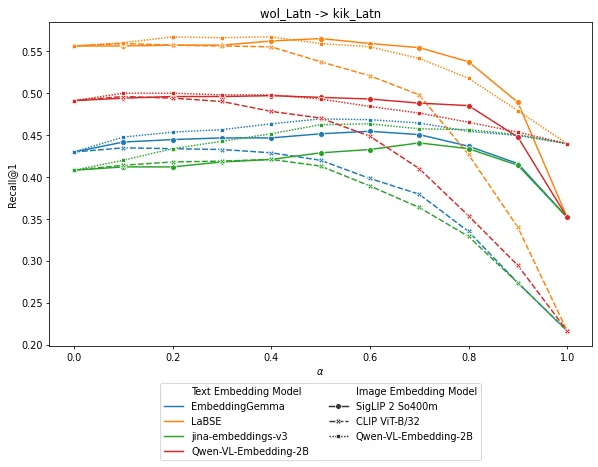 wol_Latn -> kik_Latn
Recall@1
0.55
0.50
0.45
0.40
0.35
0.30
0.25
0.20
0.0 0.2 0.4 0.6 0.8 1.0
α
Text Embedding Model
EmbeddingGemma
LaBSE
jina-embeddings-v3
Qwen-VL-Embedding-2B
Image Embedding Model
SigLIP 2 So400m
CLIP ViT-B/32
Qwen-VL-Embedding-2B